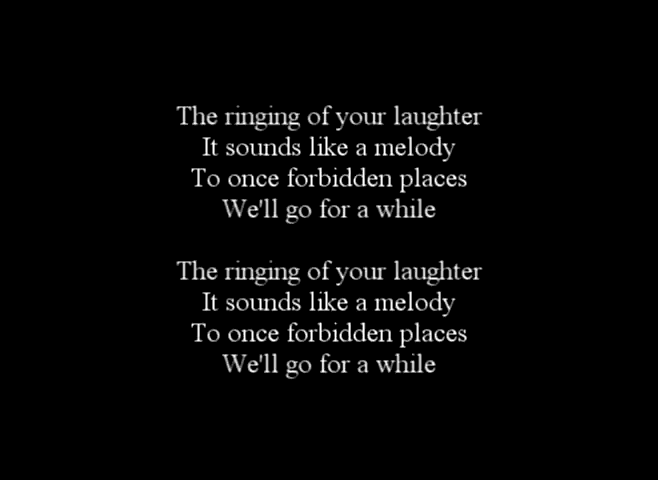 The ringing of your laughter
It sounds like a melody
To once forbidden places
We'll go for a while
The ringing of your laughter
It sounds like a melody
To once forbidden places
We'll go for a while